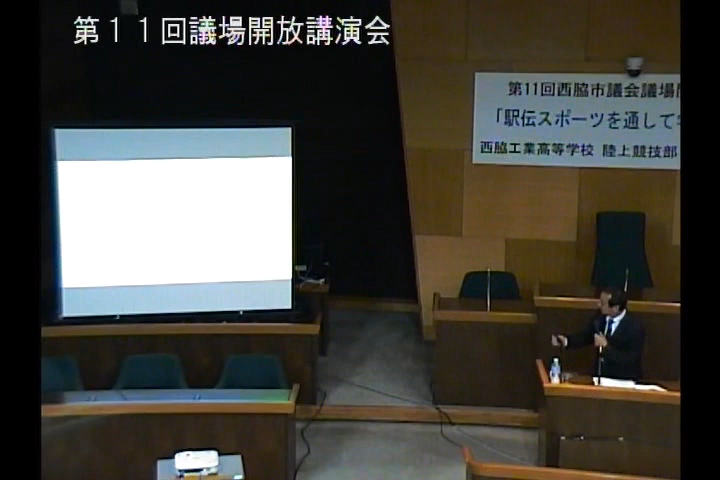 第１１回議場開放講演会
第11回西脇市議会議場
「駅伝スポーツを通して
西脇工業高等学校 陸上競技部